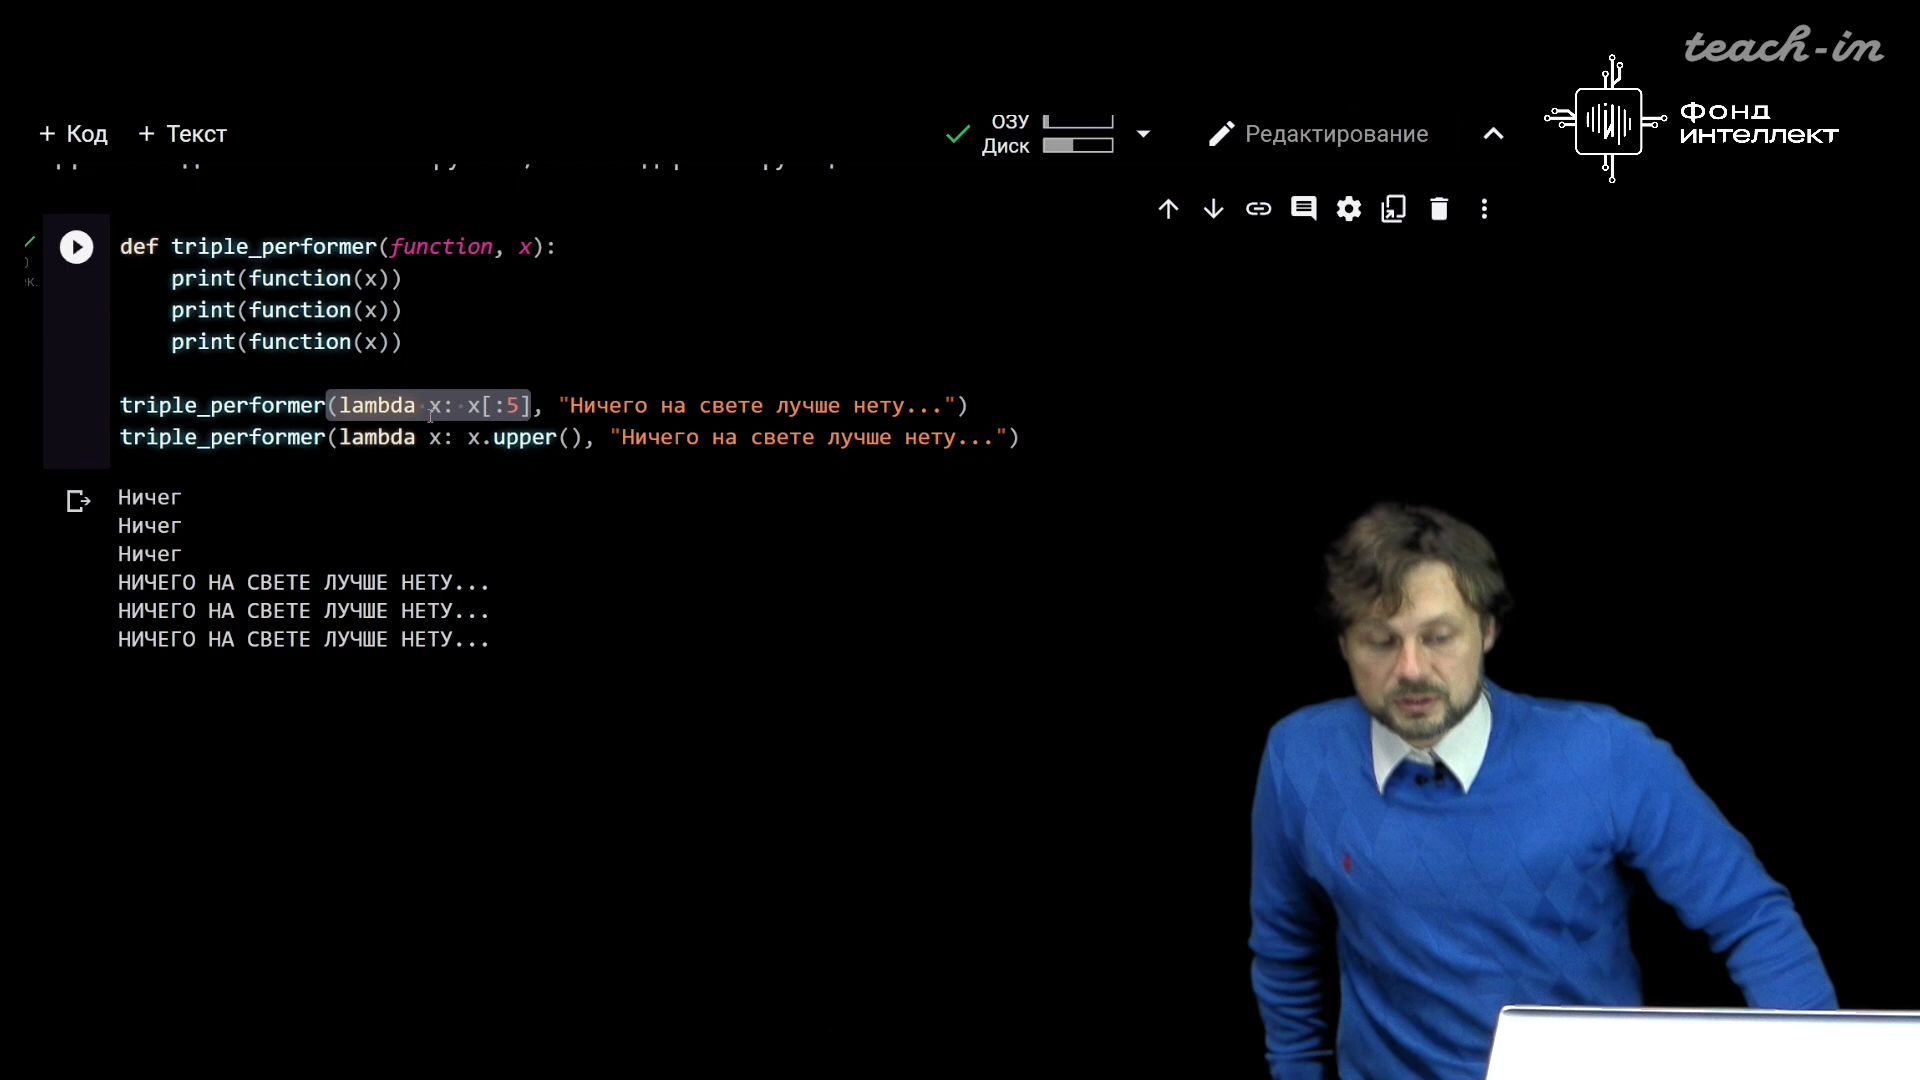 teach-in
Фонд
интеллект
+ Код + Текст
ОЗУ
Диск
Редактирование
def triple_performer(function, x):
    print(function(x))
    print(function(x))
    print(function(x))
triple_performer(lambda x: x[:5], "Ничего на свете лучше нету...")
triple_performer(lambda x: x.upper(), "Ничего на свете лучше нету...")
Ничег
Ничег
Ничег
НИЧЕГО НА СВЕТЕ ЛУЧШЕ НЕТУ...
НИЧЕГО НА СВЕТЕ ЛУЧШЕ НЕТУ...
НИЧЕГО НА СВЕТЕ ЛУЧШЕ НЕТУ...